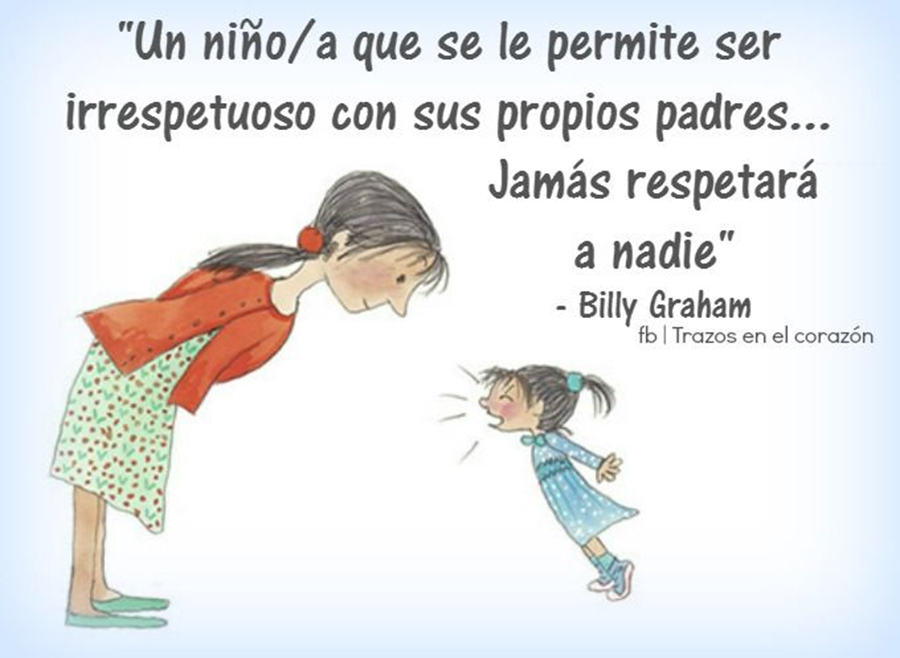 "Un niño/a que se le permite ser
irrespetuoso con sus propios padres...
Jamás respetará
a nadie"
- Billy Graham
fb | Trazos en el corazón